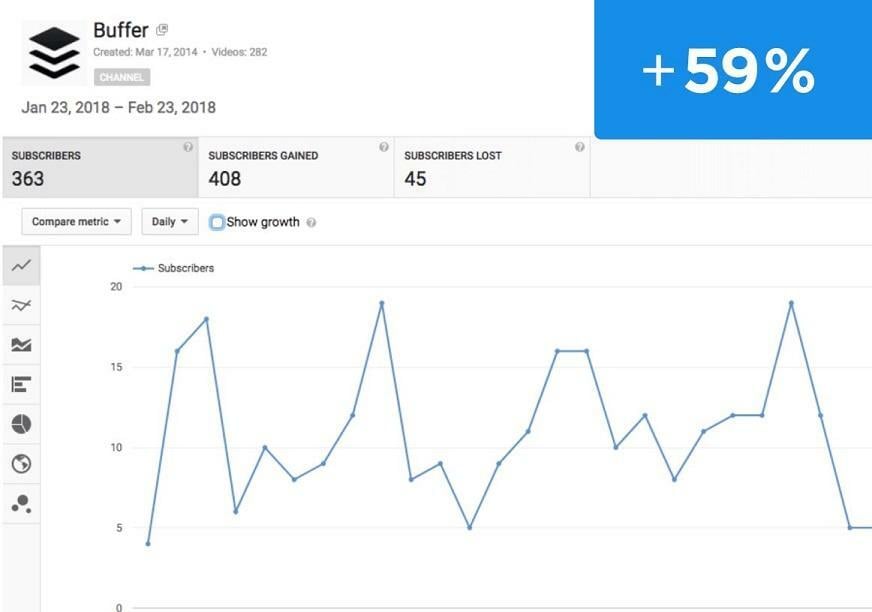 Buffer
Created: Mar 17, 2014 • Videos: 282
CHANNEL
Jan 23, 2018 – Feb 23, 2018
+59%
SUBSCRIBERS ?
363
SUBSCRIBERS GAINED ?
408
SUBSCRIBERS LOST ?
45
Compare metric
Daily
Show growth ?
Subscribers
20
15
10
5
0